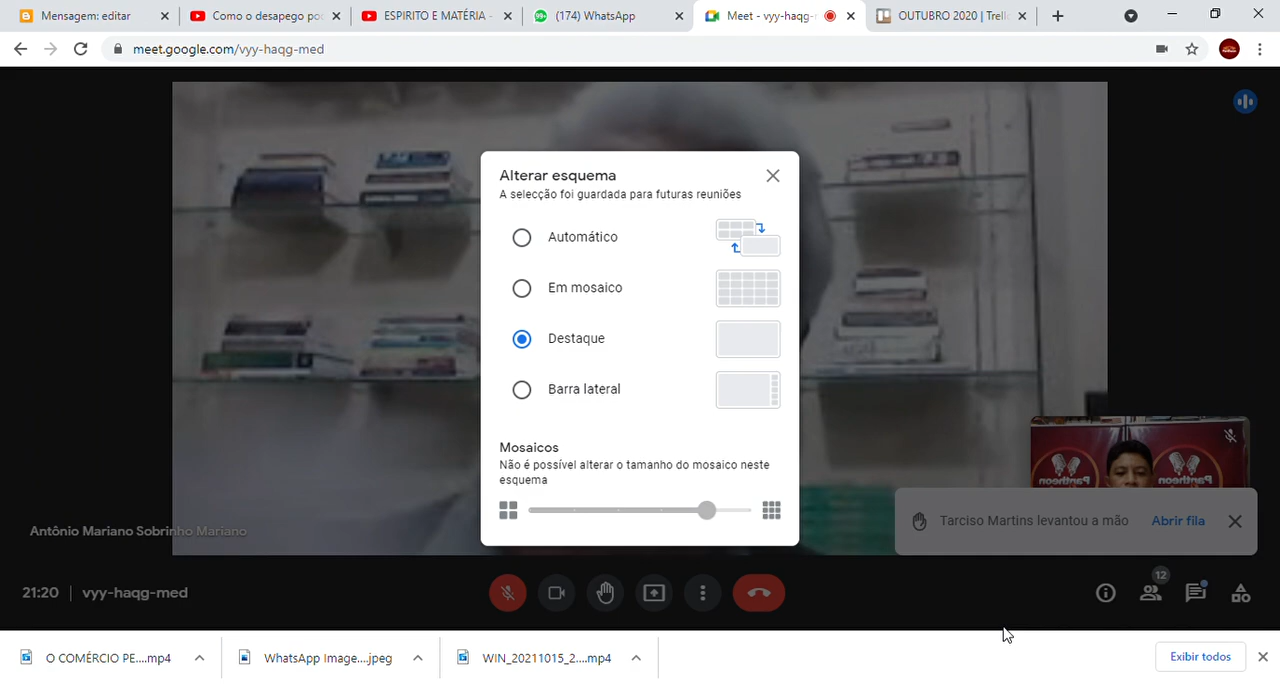 Mensagem: editar
Como o desapego po
ESPIRITO E MATÉRIA -
99+
(174) WhatsApp
Meet - vyy-haqg-
OUTUBRO 2020 | Trell
meet.google.com/vyy-haqg-med
Alterar esquema
A selecção foi guardada para futuras reuniões
Automático
Em mosaico
Destaque
Barra lateral
Mosaicos
Não é possível alterar o tamanho do mosaico neste
esquema
Pantheon
Pantheon
Tarciso Martins levantou a mão
Abrir fila
Antônio Mariano Sobrinho Mariano
21:20 | vyy-haqg-med
12
O COMÉRCIO PE....mp4
WhatsApp Image....jpeg
WIN_20211015_2....mp4
Exibir todos